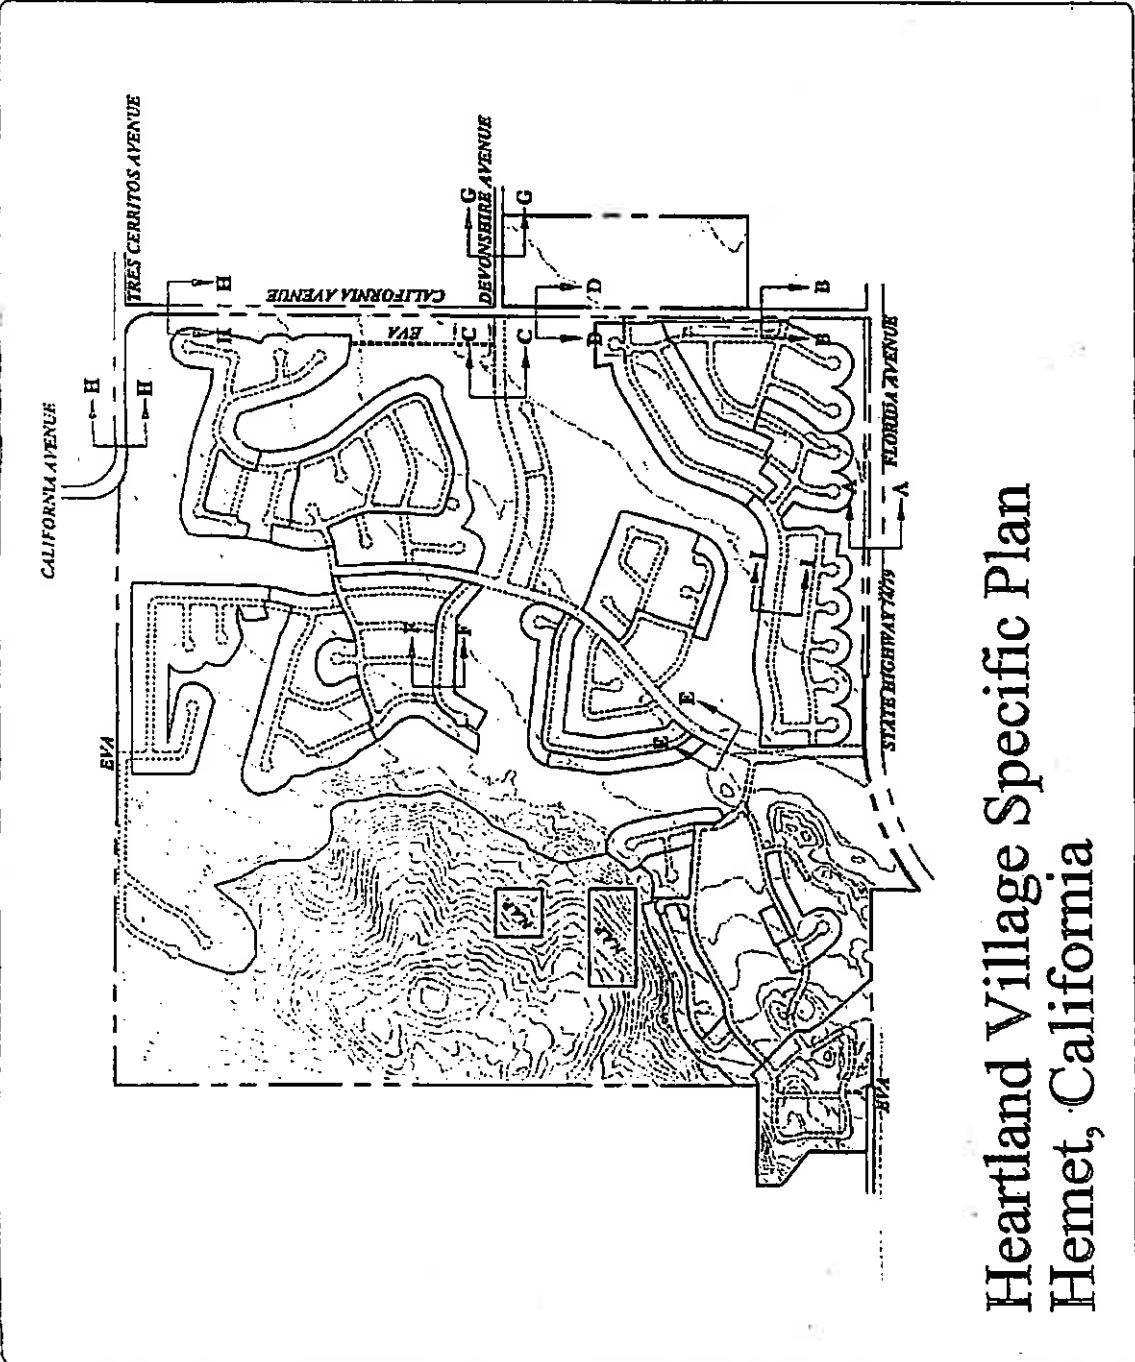 CALIFORNIA AVENUE
TRES CERRITOS AVENUE
H
H
H
H
CALIFORNIA AVENUE
EVA
DEVONSHIRE AVENUE
G
G
C
C
D
D
B
B
EVA
F
E
E
I
A
A
FLORIDA AVENUE
STATE HIGHWAY 74/79
EVA
Heartland Village Specific Plan
Hemet, California